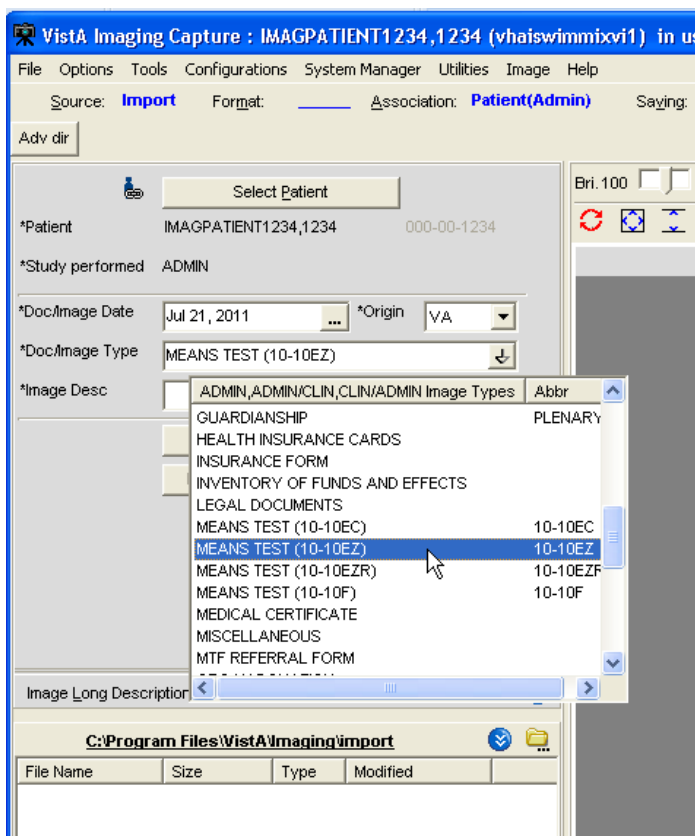 VistA Imaging Capture : IMAGPATIENT1234,1234 (vhaiswimmixvi1) in
File Options Tools Configurations System Manager Utilities Image Help
Source: Import Format: Association: Patient(Admin) Saving:
Adv dir
Select Patient
Bri. 100
*Patient IMAGPATIENT1234,1234 000-00-1234
*Study performed ADMIN
*Doc/Image Date Jul 21, 2011 ... *Origin VA
*Doc/Image Type MEANS TEST (10-10EZ)
*Image Desc
ADMIN,ADMIN/CLIN,CLIN/ADMIN Image Types Abbr
GUARDIANSHIP PLENARY
HEALTH INSURANCE CARDS
INSURANCE FORM
INVENTORY OF FUNDS AND EFFECTS
LEGAL DOCUMENTS
MEANS TEST (10-10EC) 10-10EC
MEANS TEST (10-10EZ) 10-10EZ
MEANS TEST (10-10EZR) 10-10EZR
MEANS TEST (10-10F) 10-10F
MEDICAL CERTIFICATE
MISCELLANEOUS
MTF REFERRAL FORM
Image Long Description
C:\Program Files\VistA\Imaging\import
File Name Size Type Modified